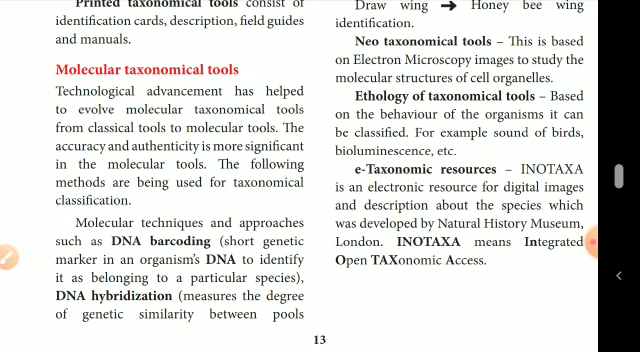 Printed taxonomical tools consist of
identification cards, description, field guides
and manuals.
Molecular taxonomical tools
Technological advancement has helped
to evolve molecular taxonomical tools
from classical tools to molecular tools. The
accuracy and authenticity is more significant
in the molecular tools. The following
methods are being used for taxonomical
classification.
Molecular techniques and approaches
such as DNA barcoding (short genetic
marker in an organism's DNA to identify
it as belonging to a particular species),
DNA hybridization (measures the degree
of genetic similarity between pools
Draw wing → Honey bee wing
identification.
Neo taxonomical tools – This is based
on Electron Microscopy images to study the
molecular structures of cell organelles.
Ethology of taxonomical tools – Based
on the behaviour of the organisms it can
be classified. For example sound of birds,
bioluminescence, etc.
e-Taxonomic resources – INOTAXA
is an electronic resource for digital images
and description about the species which
was developed by Natural History Museum,
London. INOTAXA means Integrated
Open TAXonomic Access.
13